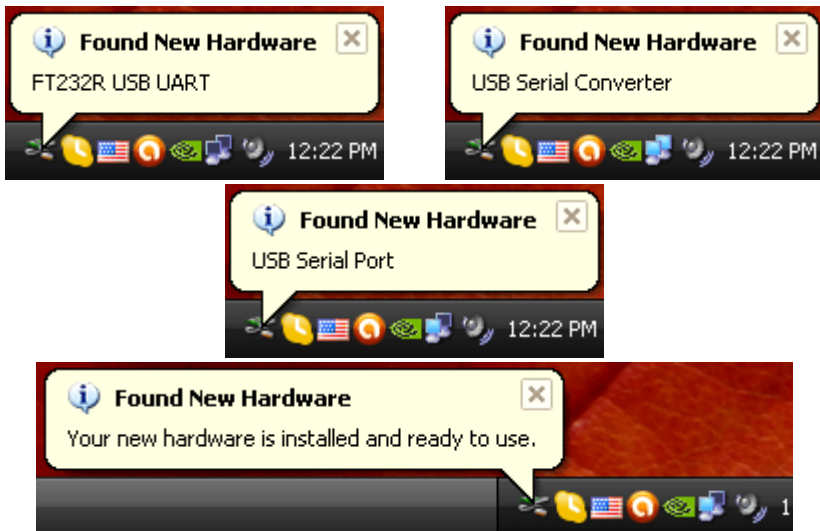 Found New Hardware
FT232R USB UART
12:22 PM
Found New Hardware
USB Serial Converter
12:22 PM
Found New Hardware
USB Serial Port
12:22 PM
Found New Hardware
Your new hardware is installed and ready to use.
1